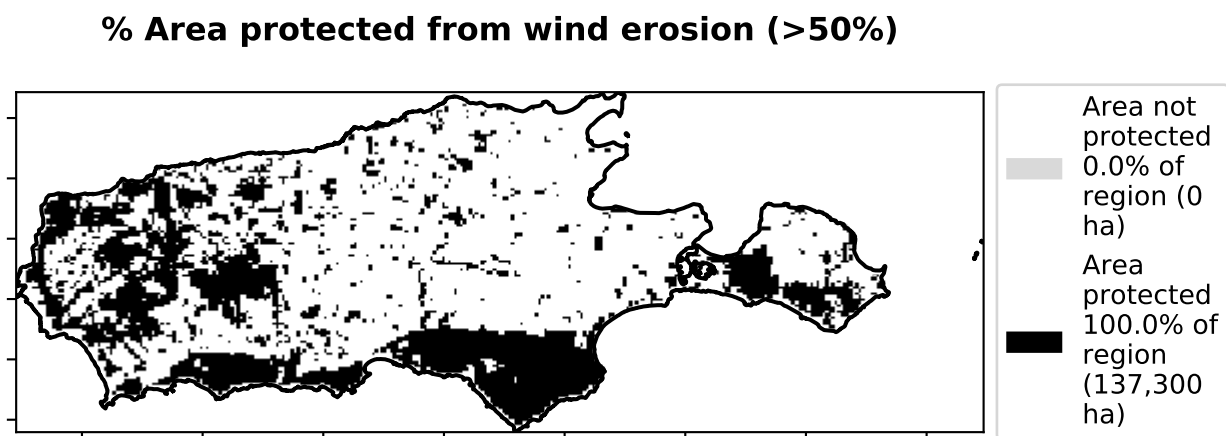 % Area protected from wind erosion (>50%)
Area not
protected
0.0% of
region (0
ha)
Area
protected
100.0% of
region
(137,300
ha)